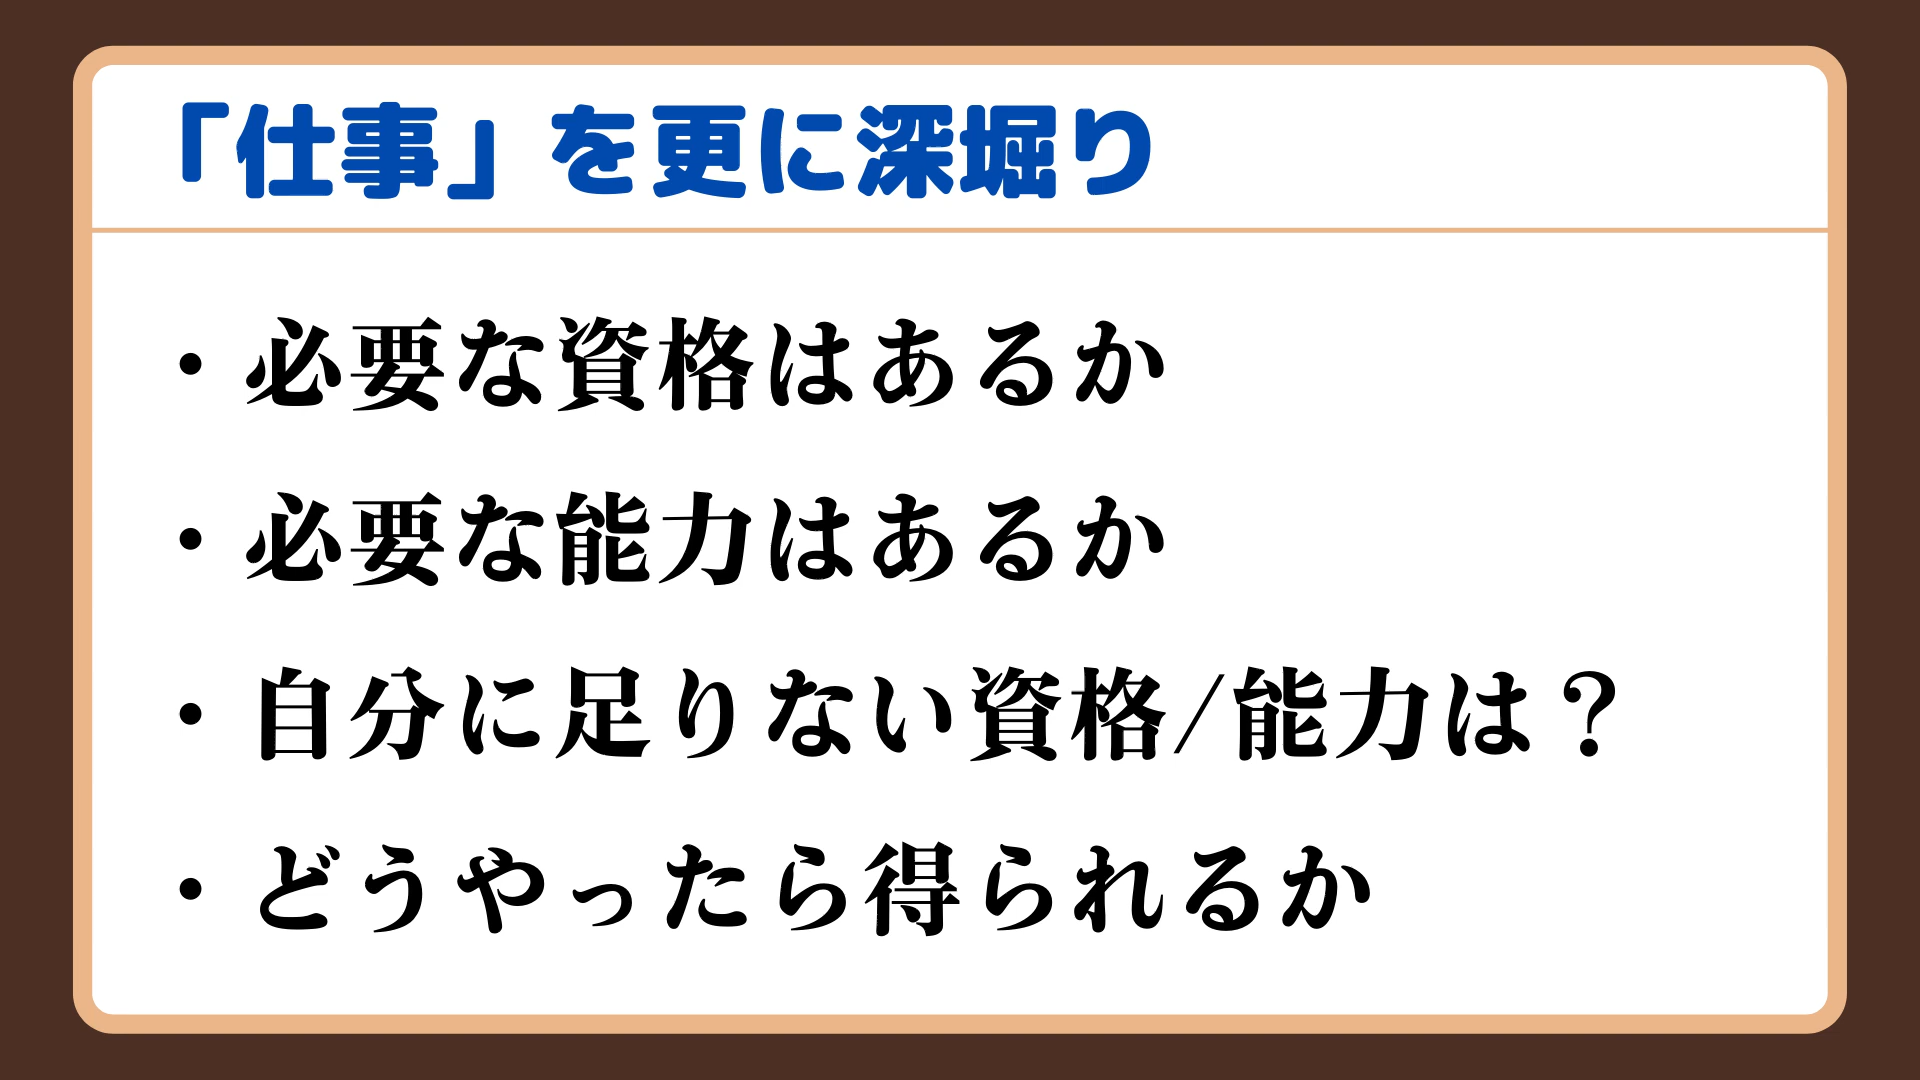 「仕事」を更に深堀り
・必要な資格はあるか
・必要な能力はあるか
・自分に足りない資格/能力は？
・どうやったら得られるか